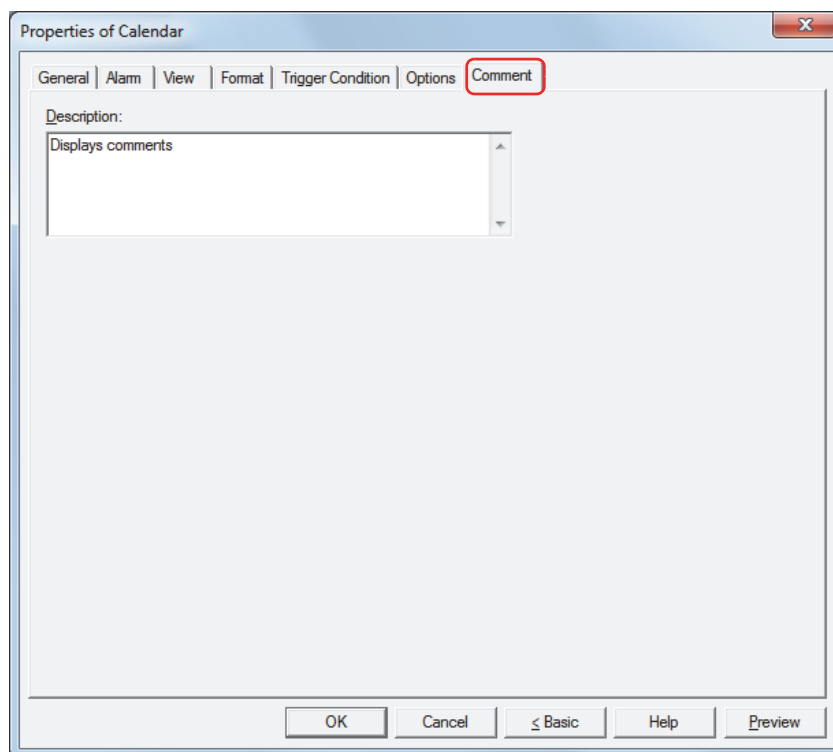 Properties of Calendar
General Alarm View Format Trigger Condition Options Comment
Description:
Displays comments
OK Cancel < Basic Help Preview